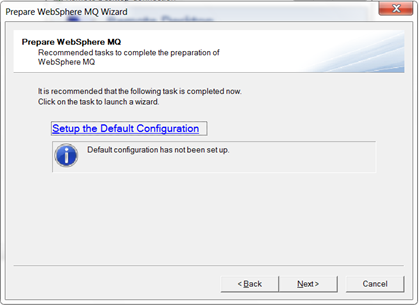 Prepare WebSphere MQ Wizard
Prepare WebSphere MQ
Recommended tasks to complete the preparation of
WebSphere MQ
It is recommended that the following task is completed now.
Click on the task to launch a wizard.
Setup the Default Configuration
Default configuration has not been set up.
< Back
Next >
Cancel